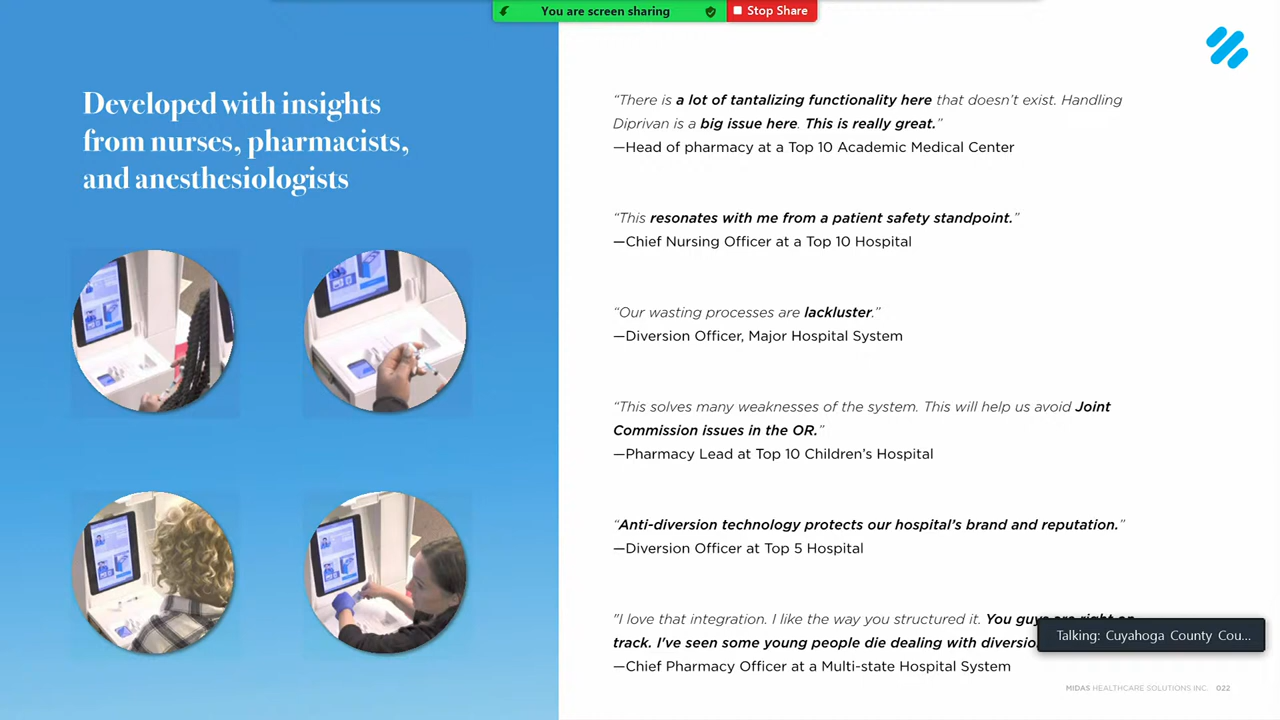 You are screen sharing
Stop Share
Developed with insights
from nurses, pharmacists,
and anesthesiologists
“There is a lot of tantalizing functionality here that doesn’t exist. Handling
Diprivan is a big issue here. This is really great.”
—Head of pharmacy at a Top 10 Academic Medical Center
“This resonates with me from a patient safety standpoint.”
—Chief Nursing Officer at a Top 10 Hospital
“Our wasting processes are lackluster.”
—Diversion Officer, Major Hospital System
“This solves many weaknesses of the system. This will help us avoid Joint
Commission issues in the OR.”
—Pharmacy Lead at Top 10 Children’s Hospital
“Anti-diversion technology protects our hospital’s brand and reputation.”
—Diversion Officer at Top 5 Hospital
"I love that integration. I like the way you structured it. You guys are right on
track. I've seen some young people die dealing with diversio
—Chief Pharmacy Officer at a Multi-state Hospital System
Talking: Cuyahoga County Cou...
MIDAS HEALTHCARE SOLUTIONS INC. 022